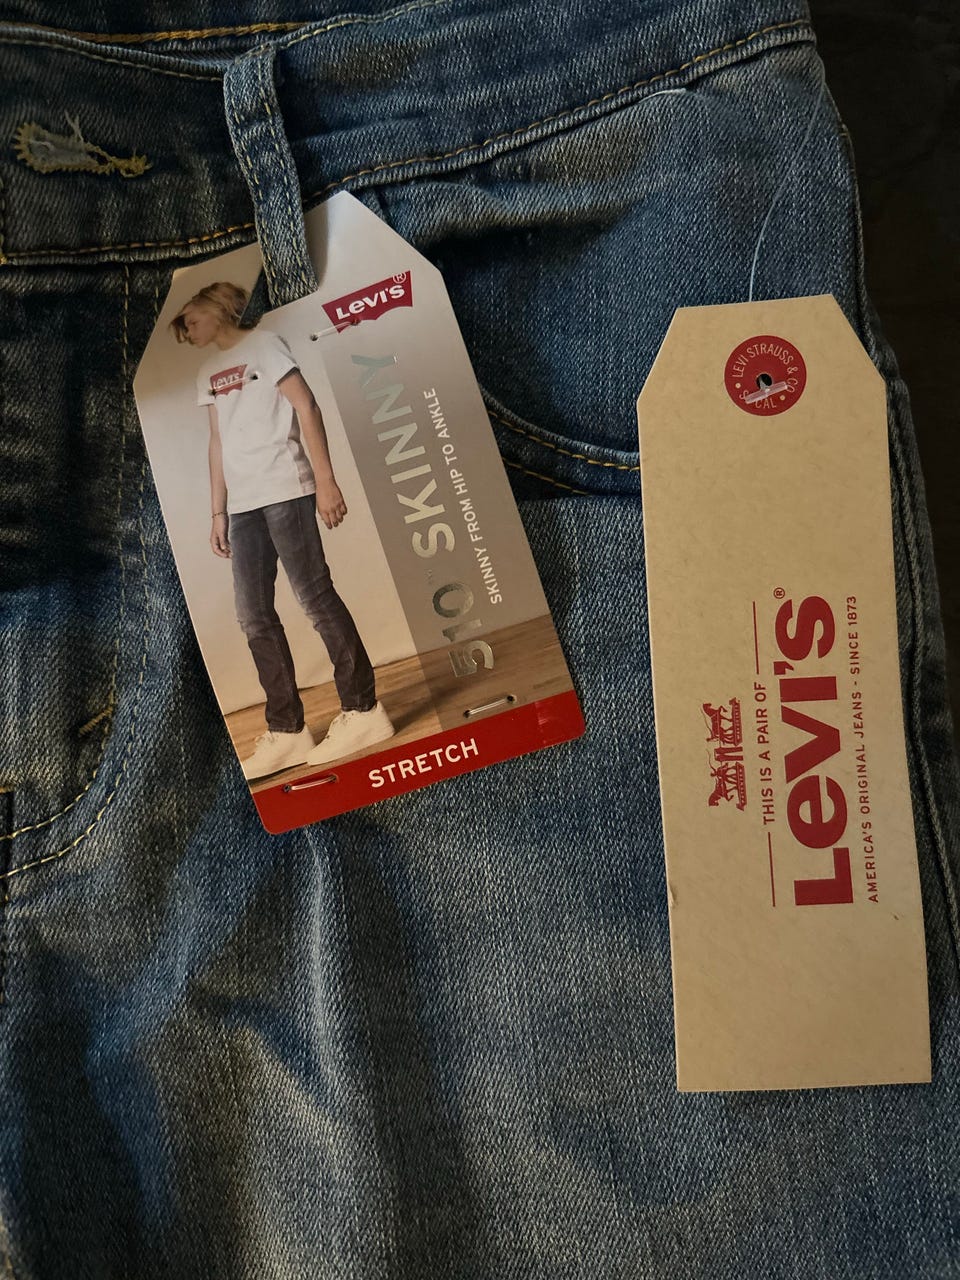 LEVI'S®
LEVI'S
510™ SKINNY
SKINNY FROM HIP TO ANKLE
STRETCH
LEVI STRAUSS & CO
CAL
THIS IS A PAIR OF
LEVI'S®
AMERICA'S ORIGINAL JEANS - SINCE 1873